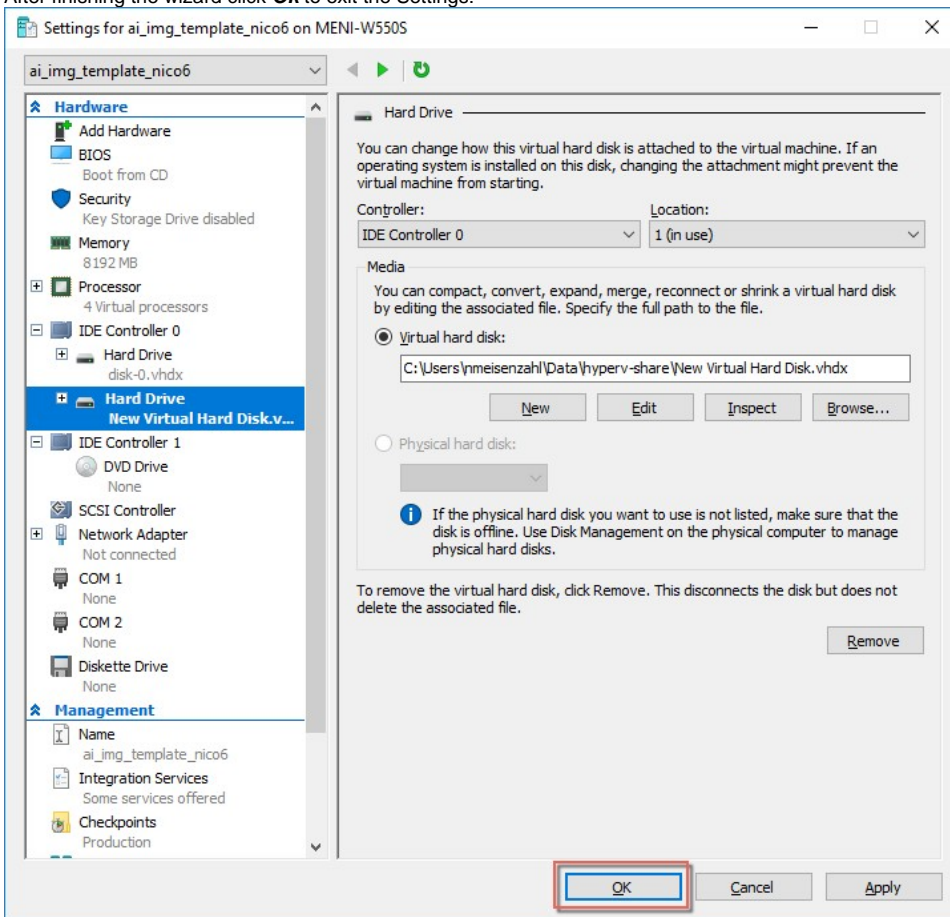 After finishing the wizard click Ok to exit the Settings.
Settings for ai_img_template_nico6 on MENI-W550S
ai_img_template_nico6
Hardware
Add Hardware
BIOS
Boot from CD
Security
Key Storage Drive disabled
Memory
8192 MB
Processor
4 Virtual processors
IDE Controller 0
Hard Drive
disk-0.vhdx
Hard Drive
New Virtual Hard Disk.v...
IDE Controller 1
DVD Drive
None
SCSI Controller
Network Adapter
Not connected
COM 1
None
COM 2
None
Diskette Drive
None
Management
Name
ai_img_template_nico6
Integration Services
Some services offered
Checkpoints
Production
Hard Drive
You can change how this virtual hard disk is attached to the virtual machine. If an
operating system is installed on this disk, changing the attachment might prevent the
virtual machine from starting.
Controller: Location:
IDE Controller 0 1 (in use)
Media
You can compact, convert, expand, merge, reconnect or shrink a virtual hard disk
by editing the associated file. Specify the full path to the file.
Virtual hard disk:
C:\Users\nmeisenzahl\Data\hyperv-share\New Virtual Hard Disk.vhdx
New Edit Inspect Browse...
Physical hard disk:
If the physical hard disk you want to use is not listed, make sure that the
disk is offline. Use Disk Management on the physical computer to manage
physical hard disks.
To remove the virtual hard disk, click Remove. This disconnects the disk but does not
delete the associated file.
Remove
OK Cancel Apply